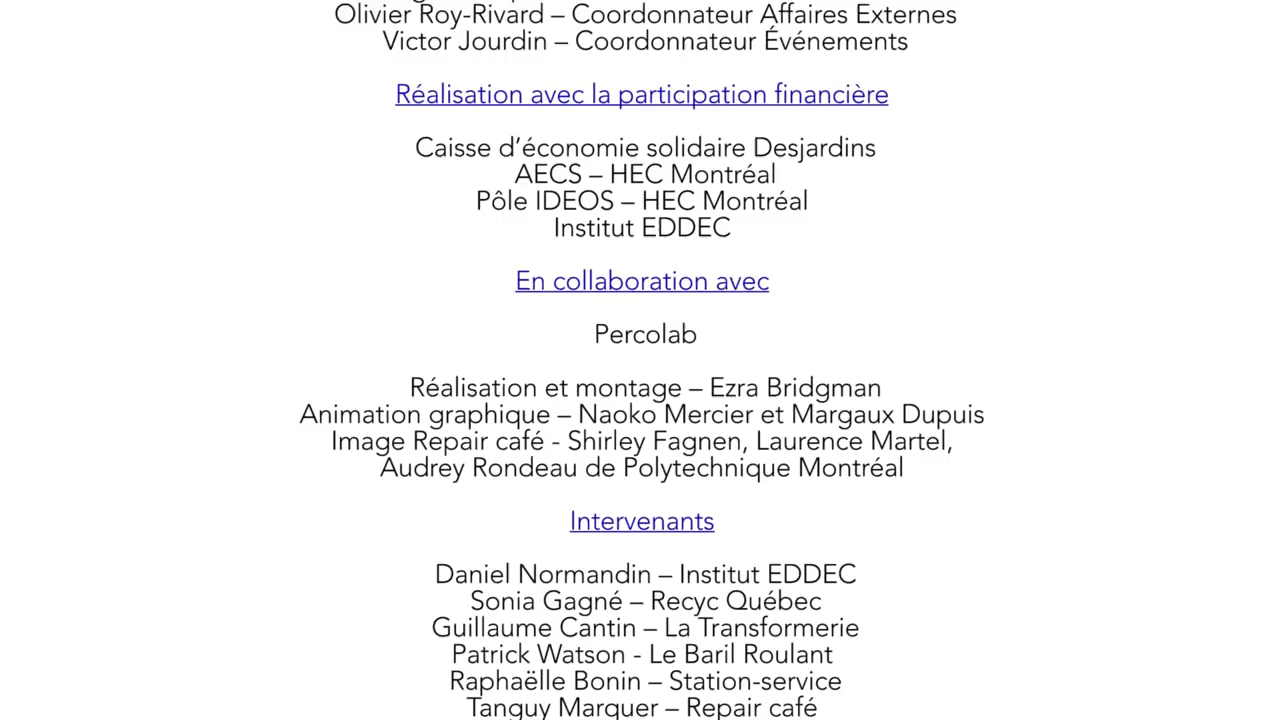 Olivier Roy-Rivard – Coordonnateur Affaires Externes
Victor Jourdin – Coordonnateur Événements
Réalisation avec la participation financière
Caisse d’économie solidaire Desjardins
AECS – HEC Montréal
Pôle IDEOS – HEC Montréal
Institut EDDEC
En collaboration avec
Percolab
Réalisation et montage – Ezra Bridgman
Animation graphique – Naoko Mercier et Margaux Dupuis
Image Repair café - Shirley Fagnen, Laurence Martel,
Audrey Rondeau de Polytechnique Montréal
Intervenants
Daniel Normandin – Institut EDDEC
Sonia Gagné – Recyc Québec
Guillaume Cantin – La Transformerie
Patrick Watson - Le Baril Roulant
Raphaëlle Bonin – Station-service
Tanguy Marquer – Repair café